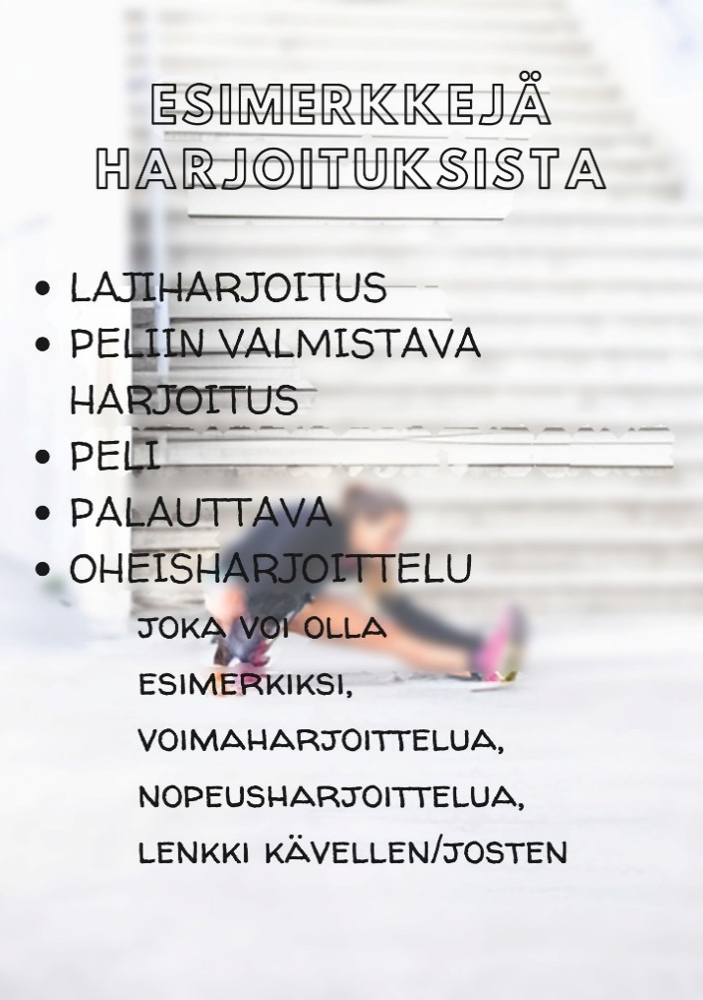 ESIMERKKEJÄ
HARJOITUKSISTA
• LAJIHARJOITUS
• PELIIN VALMISTAVA
HARJOITUS
• PELI
• PALAUTTAVA
• OHEISHARJOITTELU
JOKA VOI OLLA
ESIMERKIKSI,
VOIMAHARJOITTELUA,
NOPEUSHARJOITTELUA,
LENKKI KÄVELLEN/JOSTEN